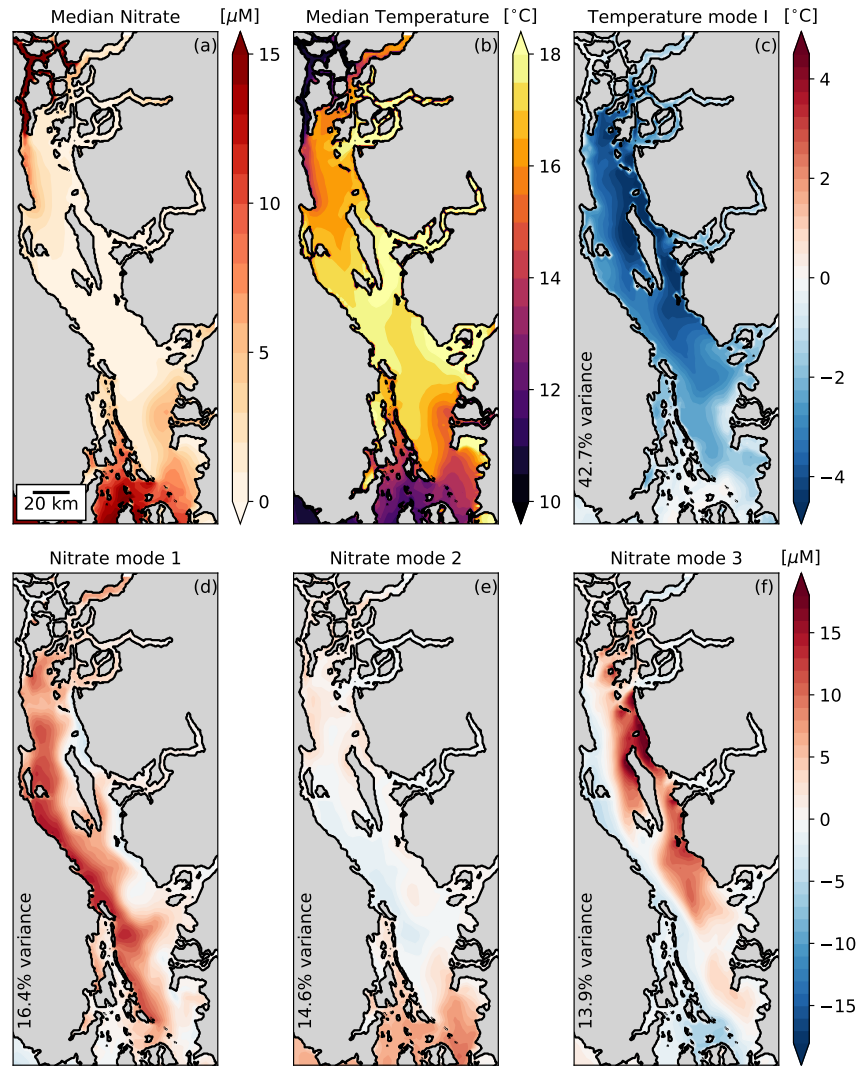 Median Nitrate
[μM]
(a)
15
10
5
0
20 km
Median Temperature
[°C]
(b)
18
16
14
12
10
Temperature mode I
[°C]
(c)
4
2
0
−2
−4
42.7% variance
Nitrate mode 1
(d)
16.4% variance
Nitrate mode 2
(e)
14.6% variance
Nitrate mode 3
[μM]
(f)
15
10
5
0
−5
−10
−15
13.9% variance